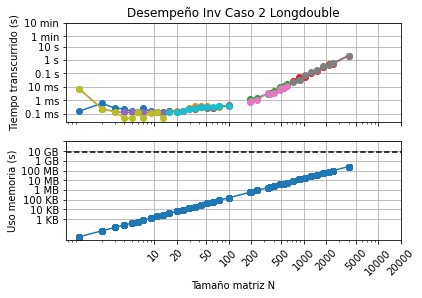 Desempeño Inv Caso 2 Longdouble
Tiempo transcurrido (s)
10 min
1 min
10 s
1 s
0.1 s
10 ms
1 ms
0.1 ms
Uso memoria (s)
10 GB
1 GB
100 MB
10 MB
1 MB
100 KB
10 KB
1 KB
10 20 50 100 200 500 1000 2000 5000 10000 20000
Tamaño matriz N